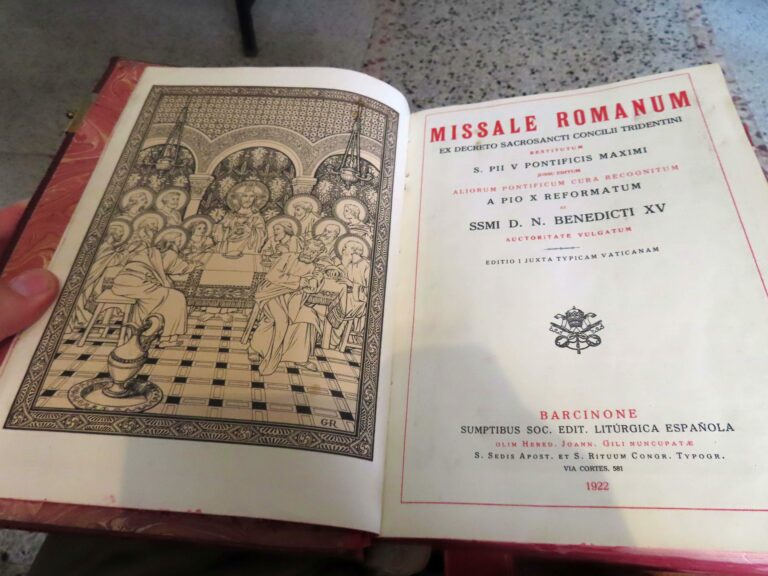 GR
MISSALE ROMANUM
EX DECRETO SACROSANCTI CONCILII TRIDENTINI
RESTITUTUM
S. PII V PONTIFICIS MAXIMI
JUSSU EDITUM
ALIORUM PONTIFICUM CURA RECOGNITUM
A PIO X REFORMATUM
ET
SSMI D. N. BENEDICTI XV
AUCTORITATE VULGATUM
EDITIO I JUXTA TYPICAM VATICANAM
BARCINONE
SUMPTIBUS SOC. EDIT. LITÚRGICA ESPAÑOLA
OLIM HERED. JOANN. GILI NUNCUPATÆ
S. SEDIS APOST. ET S. RITUUM CONGR. TYPOGR.
VIA CORTES, 581
1922